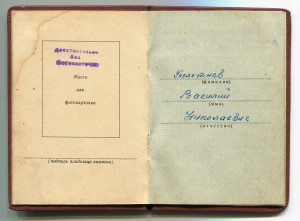 Действительно
без
фотокарточки
Место
для
фотокарточки
(подпись владельца книжки)
(фамилия)
Василий
(имя)
Николаевич
(отчество)